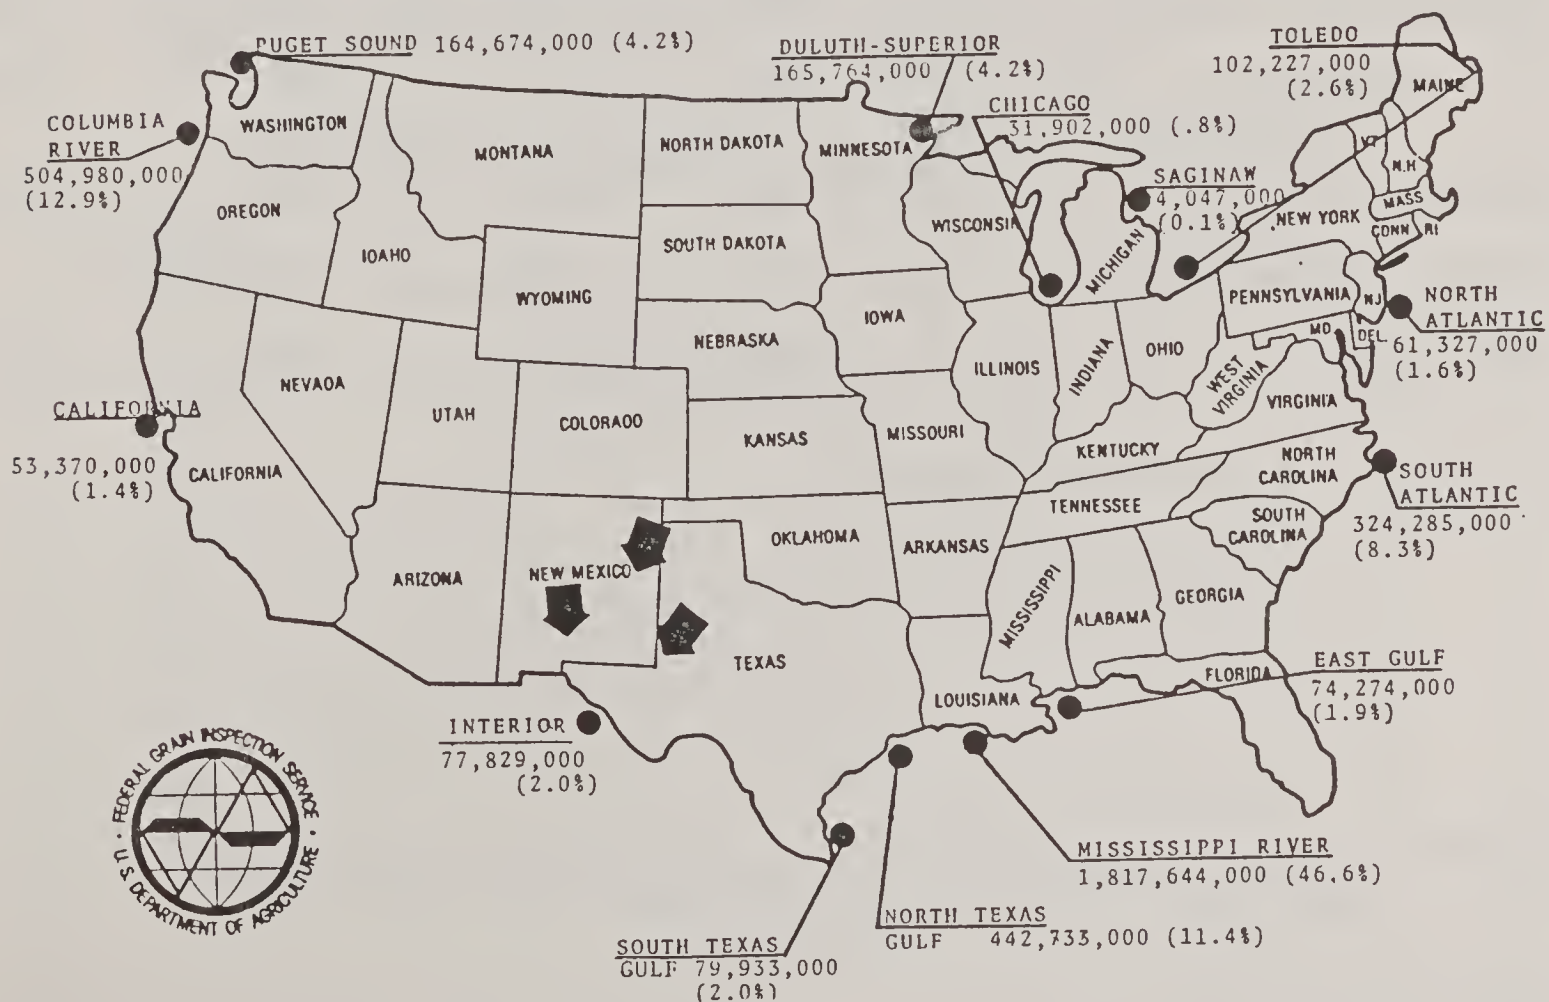 PUGET SOUND 164,674,000 (4.2%)
DULUTH-SUPERIOR
165,764,000 (4.2%)
TOLEDO
102,227,000
(2.6%)
CHICAGO
31,902,000 (.8%)
COLUMBIA
RIVER
504,980,000
(12.9%)
SAGINAW
4,047,000
(0.1%)
WASHINGTON
MONTANA
NORTH DAKOTA
MINNESOTA
MAINE
VT
N.H
MASS
CONN
RI
NEW YORK
OREGON
IDAHO
SOUTH DAKOTA
WISCONSIN
MICHIGAN
WYOMING
IOWA
PENNSYLVANIA
NJ
NORTH
ATLANTIC
61,327,000
(1.6%)
MD
DEL
NEBRASKA
ILLINOIS
INDIANA
OHIO
WEST
VIRGINIA
VIRGINIA
NEVADA
UTAH
COLORADO
KANSAS
MISSOURI
KENTUCKY
CALIFORNIA
53,370,000
(1.4%)
CALIFORNIA
NORTH
CAROLINA
SOUTH
ATLANTIC
324,285,000
(8.3%)
TENNESSEE
SOUTH
CAROLINA
OKLAHOMA
ARKANSAS
ARIZONA
NEW MEXICO
MISSISSIPPI
ALABAMA
GEORGIA
TEXAS
LOUISIANA
FLORIDA
EAST GULF
74,274,000
(1.9%)
INTERIOR
77,829,000
(2.0%)
FEDERAL GRAIN INSPECTION SERVICE
U.S. DEPARTMENT OF AGRICULTURE
MISSISSIPPI RIVER
1,817,644,000 (46.6%)
NORTH TEXAS
GULF 442,733,000 (11.4%)
SOUTH TEXAS
GULF 79,933,000
(2.0%)